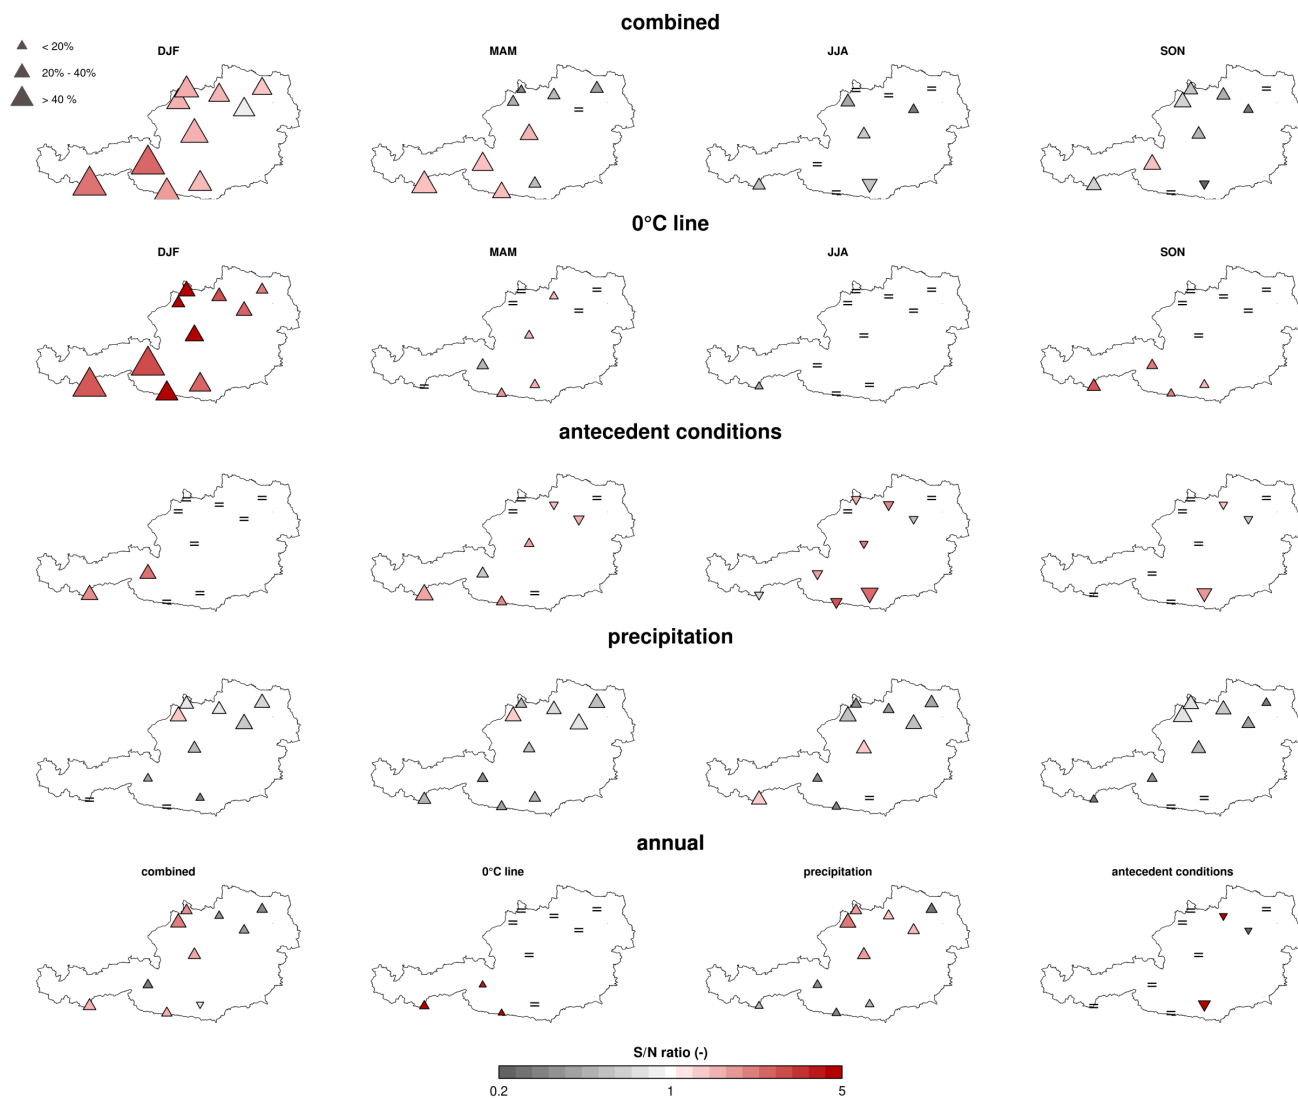 combined
DJF
MAM
JJA
SON
< 20%
20% - 40%
> 40 %
0°C line
DJF
MAM
JJA
SON
antecedent conditions
precipitation
annual
combined
0°C line
precipitation
antecedent conditions
S/N ratio (-)
0.2
1
5